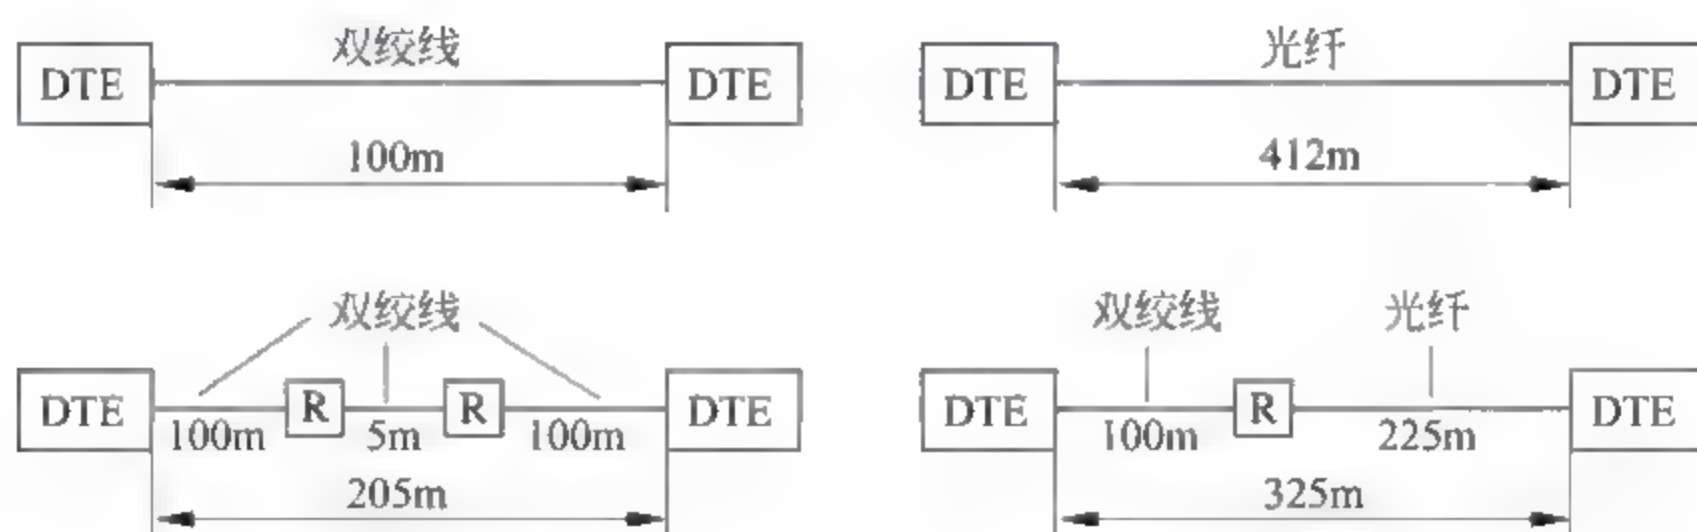 双绞线
DTE DTE
100m
光纤
DTE DTE
412m
双绞线
DTE R R DTE
100m 5m 100m
205m
双绞线 光纤
DTE R DTE
100m 225m
325m